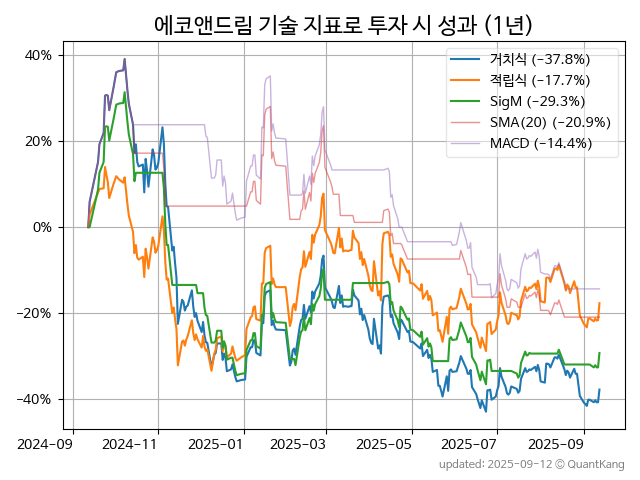 에코앤드림 기술 지표로 투자 시 성과 (1년)
40%
20%
0%
−20%
−40%
거치식 (−37.8%)
적립식 (−17.7%)
SigM (−29.3%)
SMA(20) (−20.9%)
MACD (−14.4%)
2024−09 2024−11 2025−01 2025−03 2025−05 2025−07 2025−09
updated: 2025−09−12 © QuantKang